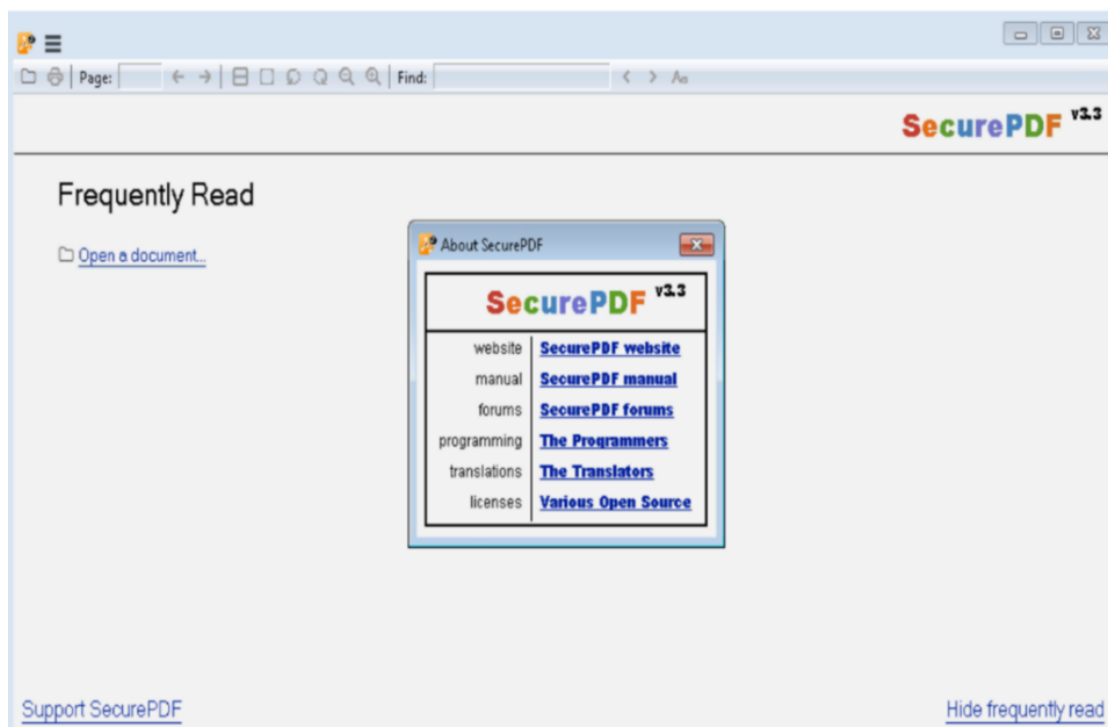 Page:
Find:
Aa
SecurePDF v3.3
Frequently Read
Open a document...
About SecurePDF
SecurePDF v3.3
website SecurePDF website
manual SecurePDF manual
forums SecurePDF forums
programming The Programmers
translations The Translators
licenses Various Open Source
Support SecurePDF
Hide frequently read